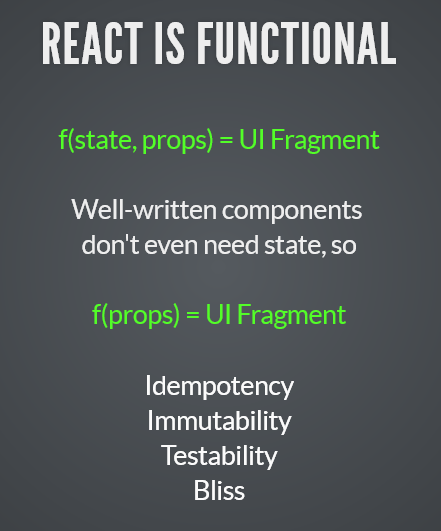 REACT IS FUNCTIONAL
f(state, props) = UI Fragment
Well-written components
don't even need state, so
f(props) = UI Fragment
Idempotency
Immutability
Testability
Bliss